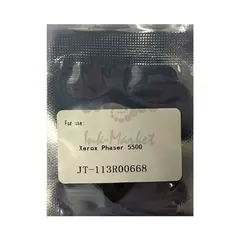 For use:
Ink-Market
Xerox Phaser 5500
JT-113R00668